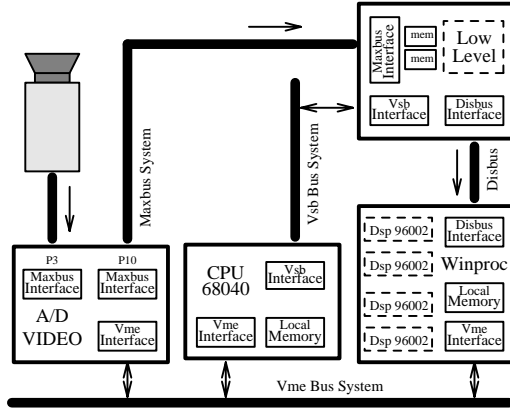 Maxbus
Interface
mem
mem
Low
Level
Vsb
Interface
Disbus
Interface
Maxbus System
Vsb Bus System
Disbus
P3
P10
Maxbus
Interface
Maxbus
Interface
A/D
VIDEO
Vme
Interface
CPU
68040
Vsb
Interface
Vme
Interface
Local
Memory
Dsp 96002
Dsp 96002
Dsp 96002
Dsp 96002
Disbus
Interface
Winproc
Local
Memory
Vme
Interface
Vme Bus System